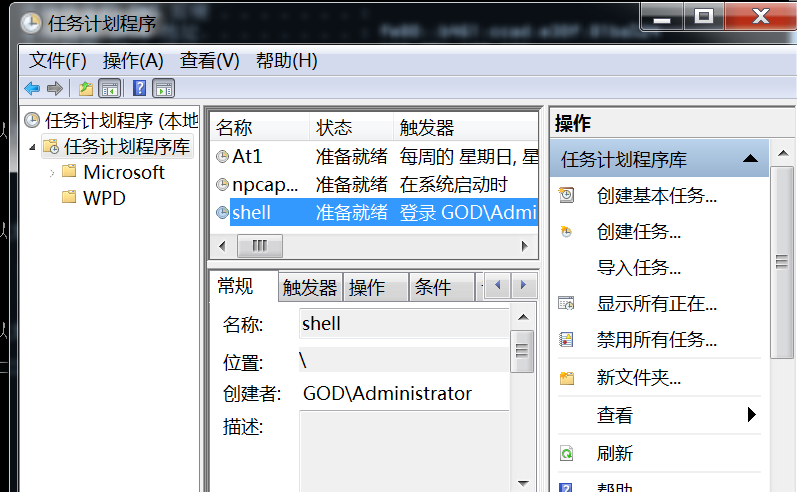 任务计划程序
文件(F) 操作(A) 查看(V) 帮助(H)
任务计划程序 (本地
任务计划程序库
Microsoft
WPD
名称 状态 触发器
At1 准备就绪 每周的 星期日, 星
npcap... 准备就绪 在系统启动时
shell 准备就绪 登录 GOD\Admi
常规 触发器 操作 条件
名称: shell
位置: \
创建者: GOD\Administrator
描述:
操作
任务计划程序库
创建基本任务...
创建任务...
导入任务...
显示所有正在...
禁用所有任务...
新文件夹...
查看
刷新
帮助